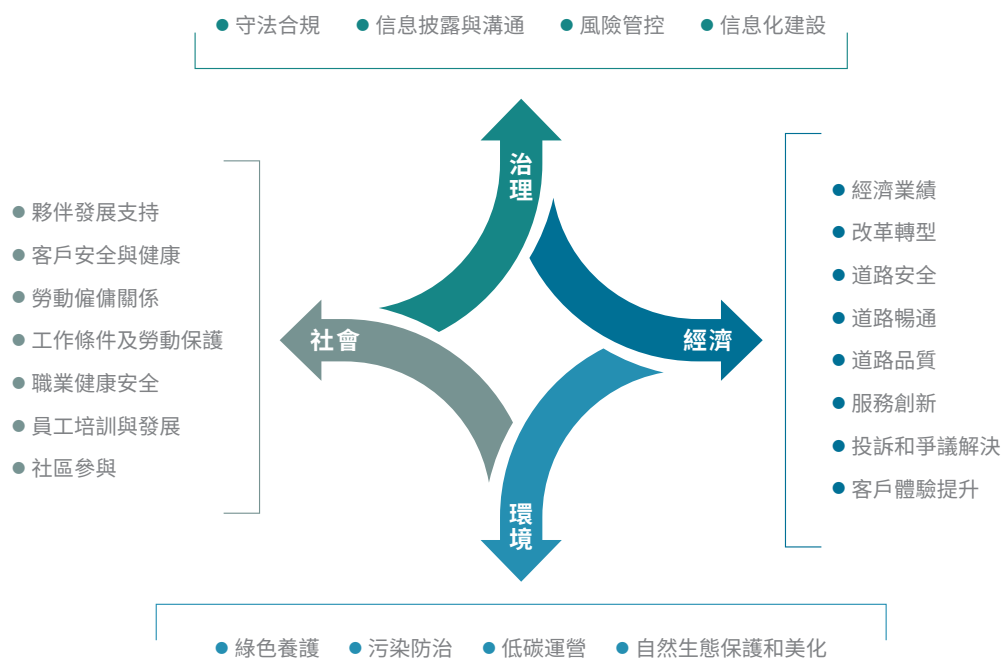 守法合規 信息披露與溝通 風險管控 信息化建設
治理
夥伴發展支持
客戶安全與健康
勞動僱傭關係
工作條件及勞動保護
職業健康安全
員工培訓與發展
社區參與
社會
經濟
經濟業績
改革轉型
道路安全
道路暢通
道路品質
服務創新
投訴和爭議解決
客戶體驗提升
環境
綠色養護 污染防治 低碳運營 自然生態保護和美化